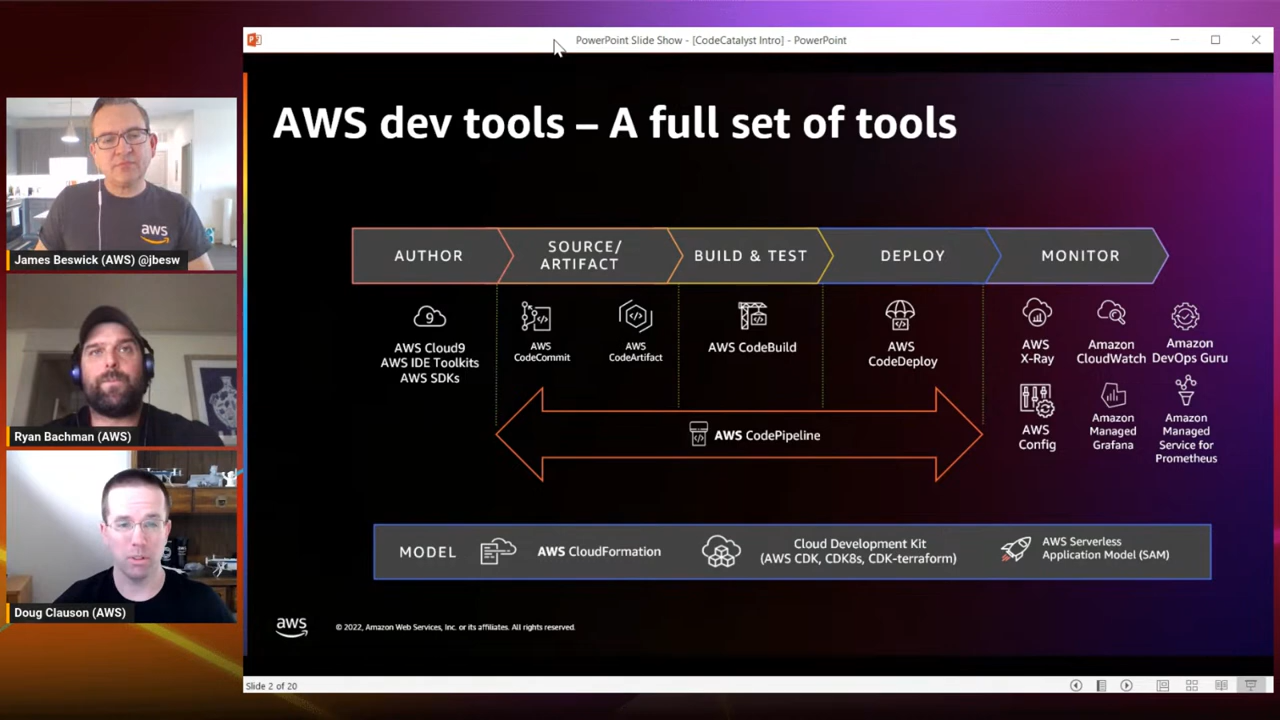 PowerPoint Slide Show - [CodeCatalyst Intro] - PowerPoint
AWS dev tools – A full set of tools
aws
James Beswick (AWS) @jbesw
Ryan Bachman (AWS)
Doug Clauson (AWS)
AUTHOR
SOURCE/
ARTIFACT
BUILD & TEST
DEPLOY
MONITOR
9
AWS Cloud9
AWS IDE Toolkits
AWS SDKs
AWS
CodeCommit
AWS
CodeArtifact
AWS CodeBuild
AWS
CodeDeploy
AWS
X-Ray
Amazon
CloudWatch
Amazon
DevOps Guru
AWS
Config
Amazon
Managed
Grafana
Amazon
Managed
Service for
Prometheus
AWS CodePipeline
MODEL
AWS CloudFormation
Cloud Development Kit
(AWS CDK, CDK8s, CDK-terraform)
AWS Serverless
Application Model (SAM)
aws
© 2022, Amazon Web Services, Inc. or its affiliates. All rights reserved.
Slide 2 of 20